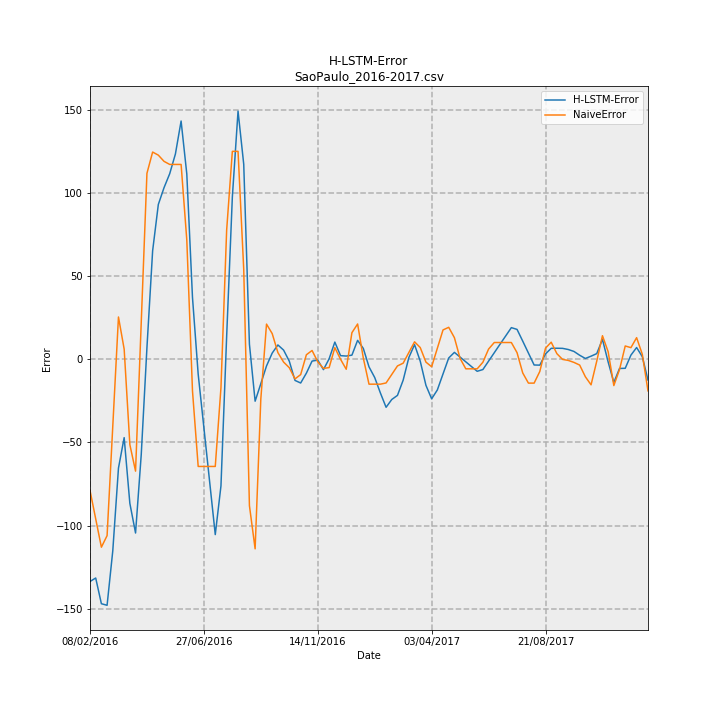 H-LSTM-Error
SaoPaulo_2016-2017.csv
H-LSTM-Error
NaiveError
Error
150
100
50
0
−50
−100
−150
08/02/2016
27/06/2016
14/11/2016
03/04/2017
21/08/2017
Date